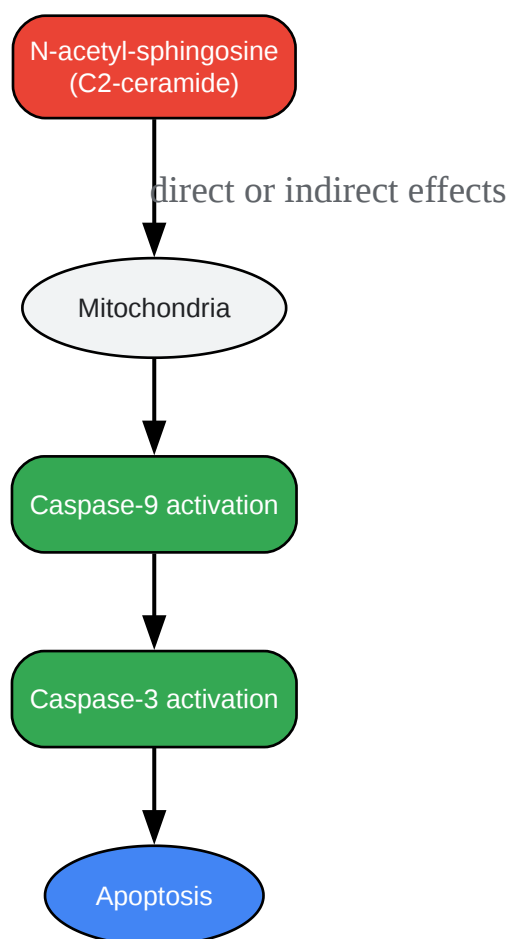 N-acetyl-sphingosine
(C2-ceramide)
direct or indirect effects
Mitochondria
Caspase-9 activation
Caspase-3 activation
Apoptosis